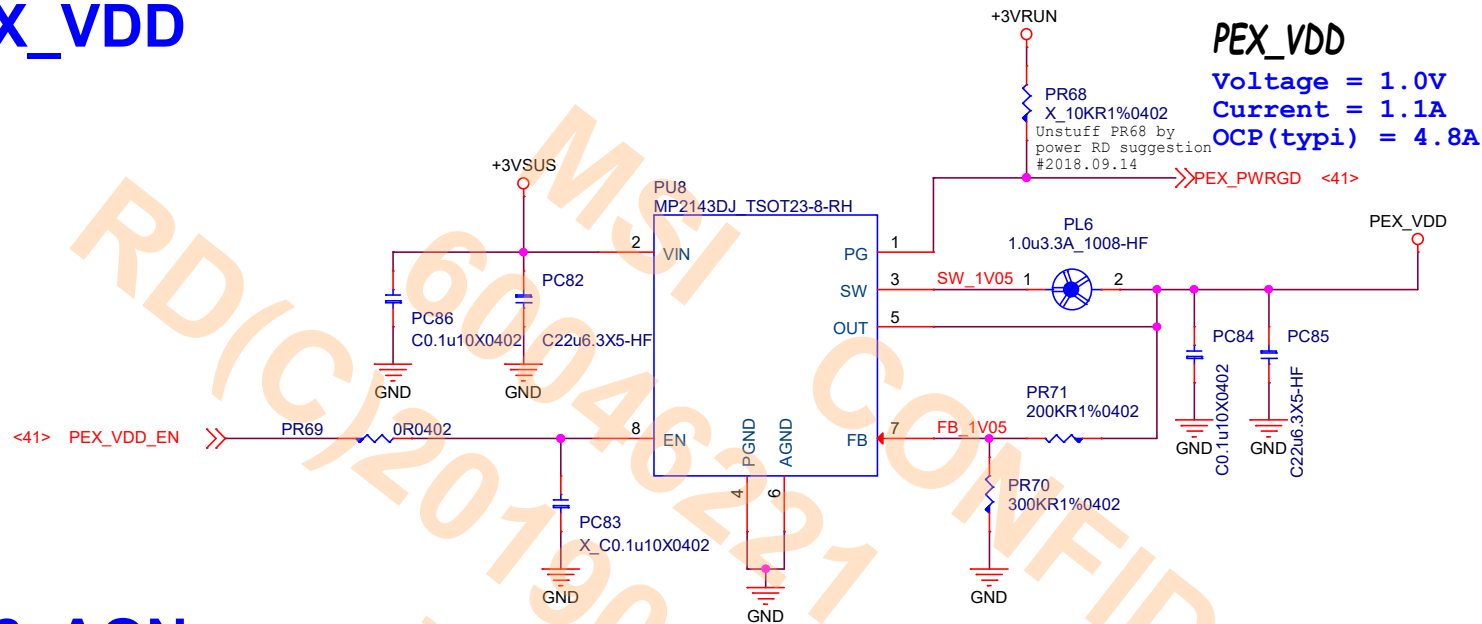 X_VDD
+3VRUN
PEX_VDD
Voltage = 1.0V
Current = 1.1A
OCP(typi) = 4.8A
PR68
X_10KR1%0402
Unstuff PR68 by
power RD suggestion
#2018.09.14
PEX_PWRGD <41>
+3VSUS
PU8
MP2143DJ_TSOT23-8-RH
PL6
1.0u3.3A_1008-HF
PEX_VDD
2
VIN
PG
1
SW
3
SW_1V05
1
2
OUT
5
PC82
C22u6.3X5-HF
PC86
C0.1u10X0402
GND
GND
PC84
C0.1u10X0402
PC85
C22u6.3X5-HF
GND
GND
PR71
200KR1%0402
<41> PEX_VDD_EN
PR69
0R0402
8
EN
PGND
AGND
FB
7
FB_1V05
4
6
PR70
300KR1%0402
PC83
X_C0.1u10X0402
GND
GND
GND
MSI
60046221
CONFID
RD(C)20190